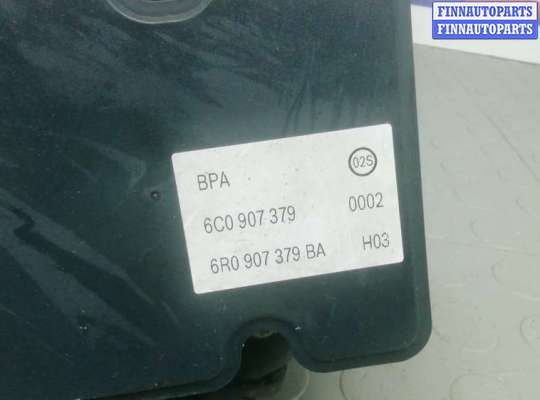 FINNAUTOPARTS
FINNAUTOPARTS
BPA 02S
6C0 907 379 0002
6R0 907 379 BA H03